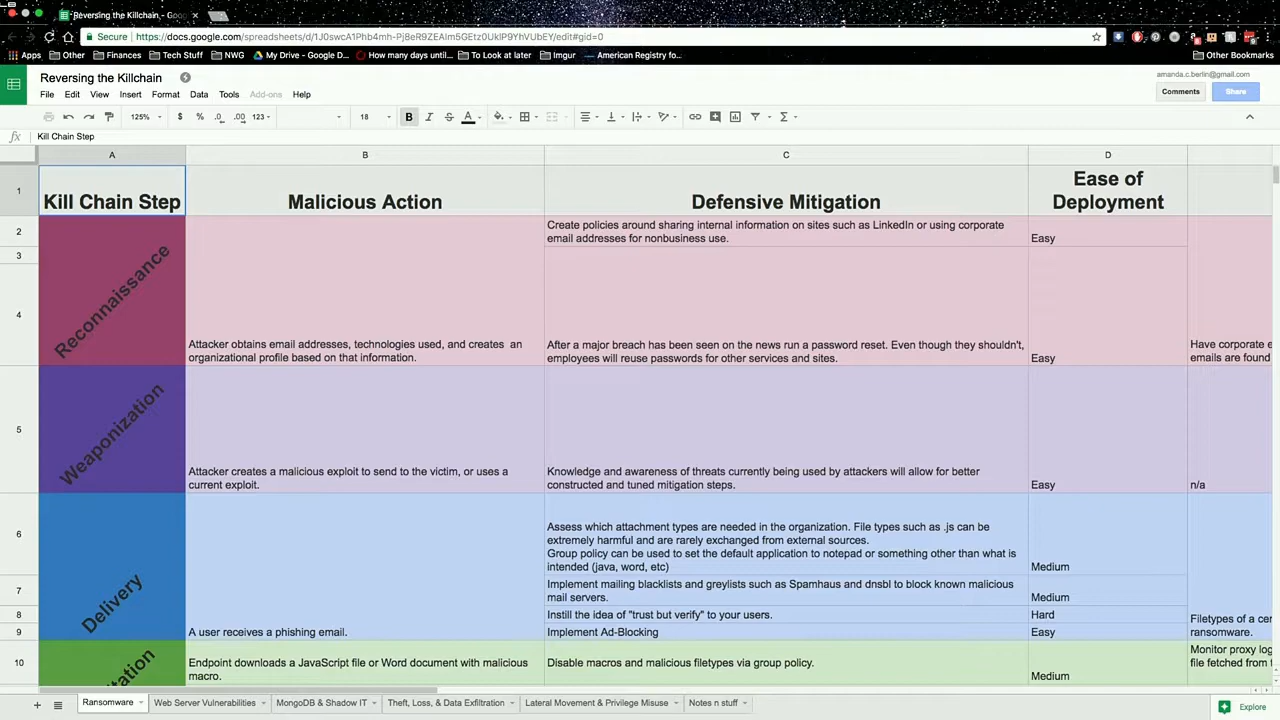 Reversing the Killchain - Goo
Secure
https://docs.google.com/spreadsheets/d/1J0swcA1Phb4mh-Pj8eR9ZEAIm5GEtz0UklP9YhVUbEY/edit#gid=0
Apps Other Finances Tech Stuff NWG My Drive - Google D... How many days until... To Look at later Imgur American Registry fo... Other Bookmarks
Reversing the Killchain
amanda.c.berlin@gmail.com
File Edit View Insert Format Data Tools Add-ons Help
Comments Share
125% $ % .0 .00 123 18 B I S A
fx Kill Chain Step
A B C D
1 Kill Chain Step Malicious Action Defensive Mitigation Ease of Deployment
Reconnaissance
2 Create policies around sharing internal information on sites such as LinkedIn or using corporate
email addresses for nonbusiness use. Easy
3
4 Attacker obtains email addresses, technologies used, and creates an
organizational profile based on that information.
After a major breach has been seen on the news run a password reset. Even though they shouldn't,
employees will reuse passwords for other services and sites. Easy
Have corporate e
emails are found
Weaponization
5 Attacker creates a malicious exploit to send to the victim, or uses a
current exploit.
Knowledge and awareness of threats currently being used by attackers will allow for better
constructed and tuned mitigation steps. Easy n/a
Delivery
6 Assess which attachment types are needed in the organization. File types such as .js can be
extremely harmful and are rarely exchanged from external sources.
Group policy can be used to set the default application to notepad or something other than what is
intended (java, word, etc) Medium
7 Implement mailing blacklists and greylists such as Spamhaus and dnsbl to block known malicious
mail servers. Medium
8 Instill the idea of "trust but verify" to your users. Hard
9 A user receives a phishing email. Implement Ad-Blocking Easy
Filetypes of a cer
ransomware.
itation
10 Endpoint downloads a JavaScript file or Word document with malicious
macro.
Disable macros and malicious filetypes via group policy. Medium
Monitor proxy log
file fetched from t
Ransomware Web Server Vulnerabilities MongoDB & Shadow IT Theft, Loss, & Data Exfiltration Lateral Movement & Privilege Misuse Notes n stuff Explore